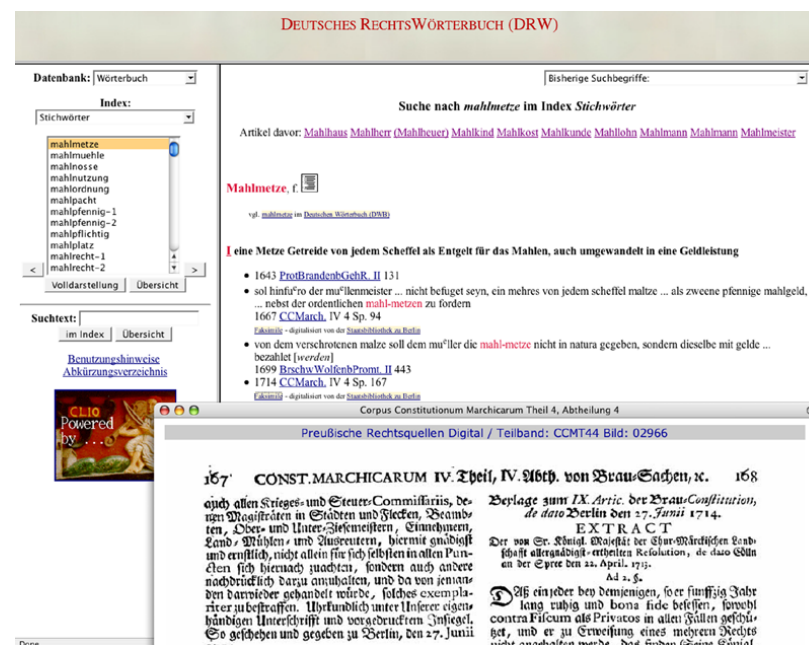 DEUTSCHES RECHTSWÖRTERBUCH (DRW)
Datenbank: Wörterbuch
Index:
Stichwörter
mahlmetze
mahlmuehle
mahlnosse
mahlnutzung
mahlordnung
mahlpacht
mahlpfennig-1
mahlpfennig-2
mahlpflichtig
mahlplatz
mahlrecht-1
mahlrecht-2
< >
Volldarstellung Übersicht
Suchtext:
im Index Übersicht
Benutzungshinweise
Abkürzungsverzeichnis
CLIO
Powered
by ...
Done
Bisherige Suchbegriffe:
Suche nach mahlmetze im Index Stichwörter
Artikel davor: Mahlhaus Mahlherr (Mahlheuer) Mahlkind Mahlkost Mahlkunde Mahllohn Mahlmann Mahlmann Mahlmeister
Mahlmetze, f.
vgl. mahlmetze im Deutschen Wörterbuch (DWB)
I eine Metze Getreide von jedem Scheffel als Entgelt für das Mahlen, auch umgewandelt in eine Geldleistung
• 1643 ProtBrandenbGehR. II 131
• sol hinfuͤro der muͤllenmeister ... nicht befuget seyn, ein mehres von jedem scheffel maltze ... als zweene pfennige mahlgeld,
... nebst der ordentlichen mahl-metzen zu fordern
1667 CCMarch. IV 4 Sp. 94
Faksimile - digitalisiert von der Staatsbibliothek zu Berlin
• von dem verschrotenen malze soll dem muͤller die mahl-metze nicht in natura gegeben, sondern dieselbe mit gelde ...
bezahlet [werden]
1699 BrschwWolfenbPromt. II 443
• 1714 CCMarch. IV 4 Sp. 167
Faksimile - digitalisiert von der Staatsbibliothek zu Berlin
Corpus Constitutionum Marchicarum Theil 4, Abtheilung 4
Preußische Rechtsquellen Digital / Teilband: CCMT44 Bild: 02966
167 CONST. MARCHICARUM IV. Theil, IV. Abth. von Brau-Sachen, ꝛc. 168
auch allen Krieges- und Steuer-Commissariis, de-
nen Magisträten in Städten und Flecken, Beamb-
ten, Ober- und Unter-Ziesemeistern, Einnehmern,
Land- Mühlen- und Ausreutern, hiermit gnädigst
und ernstlich, nicht allein für sich selbsten in allen Pun-
cten sich hiernach zuachten, sondern auch andere
nachdrücklich darzu anzuhalten, und da von jeman-
den darwieder gehandelt würde, solches exempla-
riter zu bestraffen. Uhrkundlich unter Unserer eigen-
händigen Unterschrifft und vorgedrucktem Insiegel.
So geschehen und gegeben zu Berlin, den 27. Junii
Beylage zum IX. Artic. der Brau-Constitution,
de dato Berlin den 27. Junii 1714.
EXTRACT
Der von Sr. Königl. Majestät der Chur-Märckischen Land-
schafft allergnädigst-ertheilten Resolution, de dato Cölln
an der Spree den 22. April. 1713.
Ad 2. §.
Daß ein jeder bey demjenigen, so er funffzig Jahr
lang ruhig und bona fide besessen, sowohl
contra Fiscum als Privatos in allen Fällen geschü-
tzet, und er zu Erweisung eines mehrern Rechts